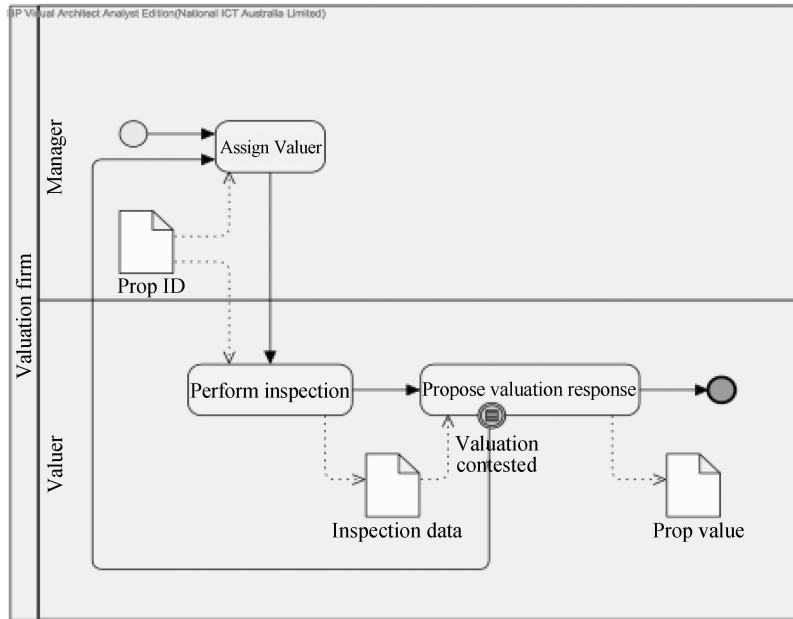 BP Visual Architect Analyst Edition(National ICT Australia Limited)
Valuation firm
Manager
Assign Valuer
Prop ID
Valuer
Perform inspection
Propose valuation response
Valuation
contested
Inspection data
Prop value